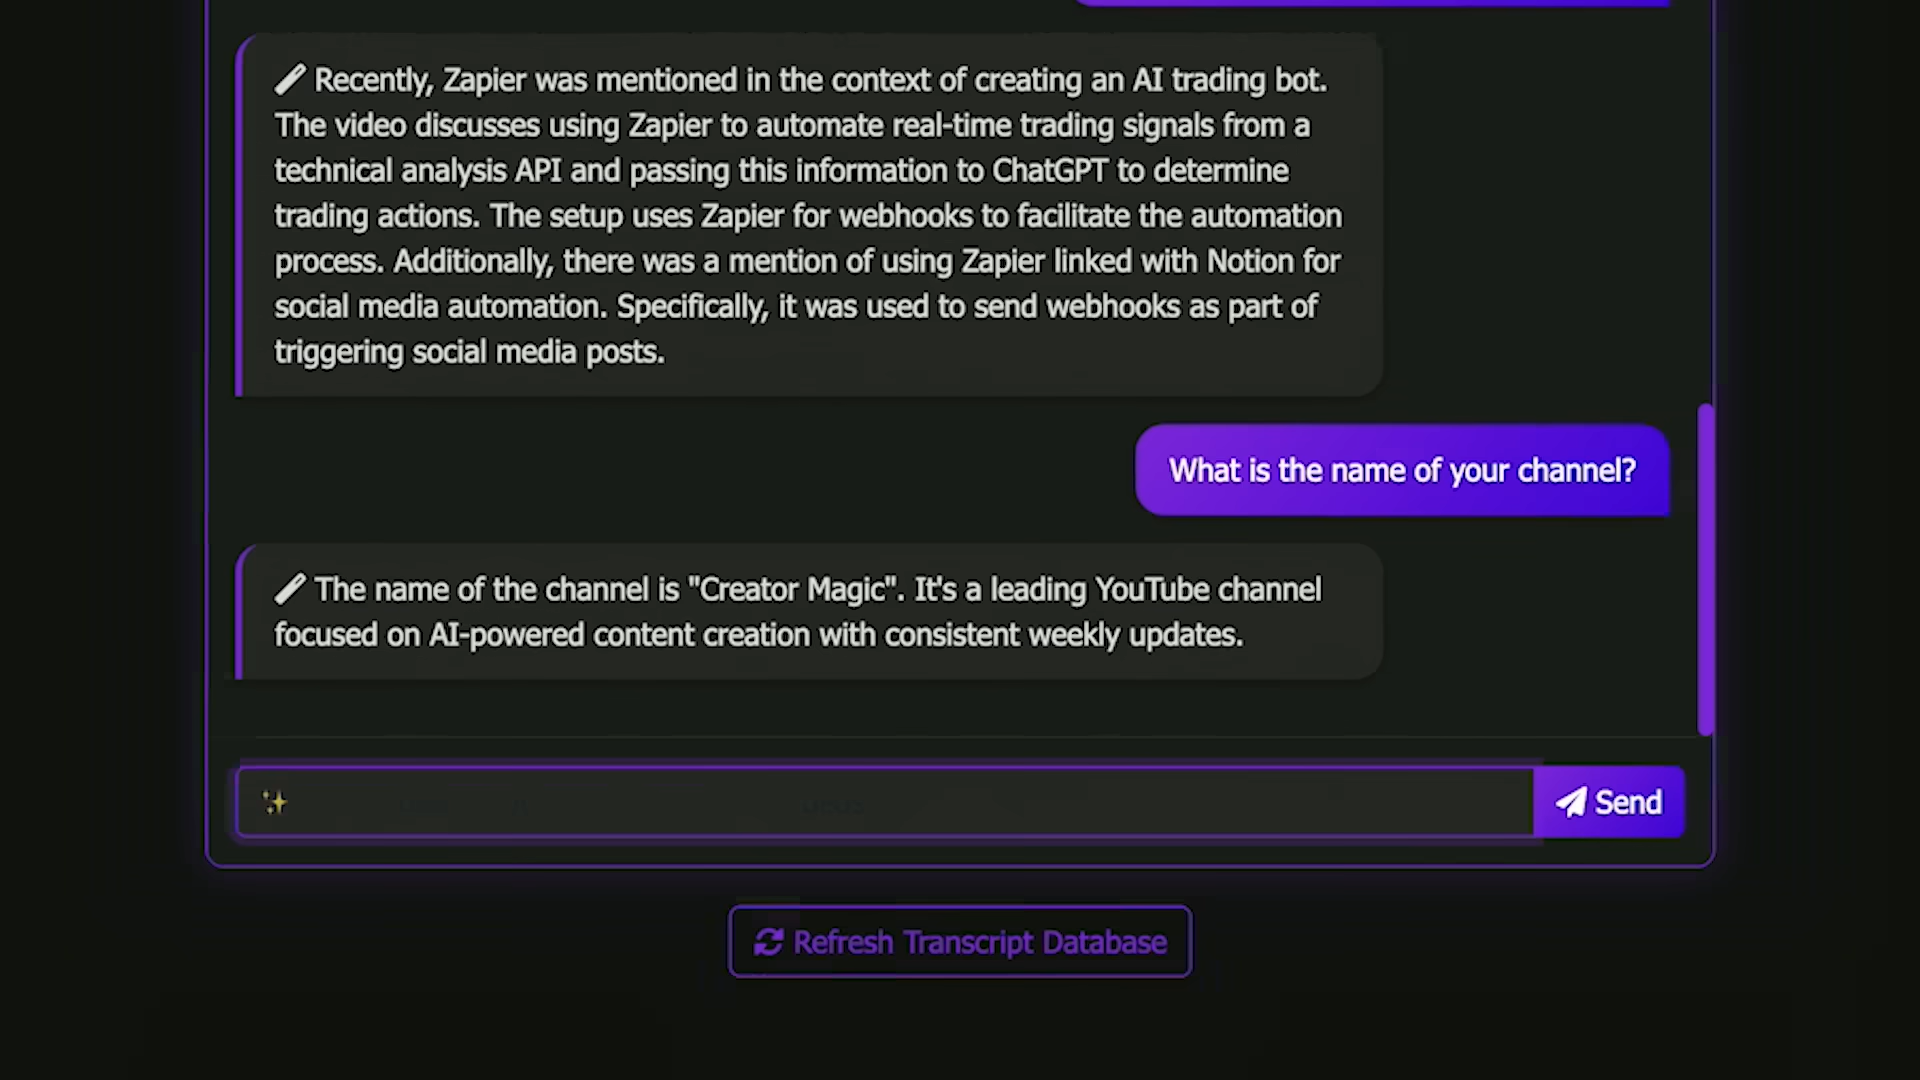 Recently, Zapier was mentioned in the context of creating an AI trading bot.
The video discusses using Zapier to automate real-time trading signals from a
technical analysis API and passing this information to ChatGPT to determine
trading actions. The setup uses Zapier for webhooks to facilitate the automation
process. Additionally, there was a mention of using Zapier linked with Notion for
social media automation. Specifically, it was used to send webhooks as part of
triggering social media posts.
What is the name of your channel?
The name of the channel is "Creator Magic". It's a leading YouTube channel
focused on AI-powered content creation with consistent weekly updates.
Send
Refresh Transcript Database